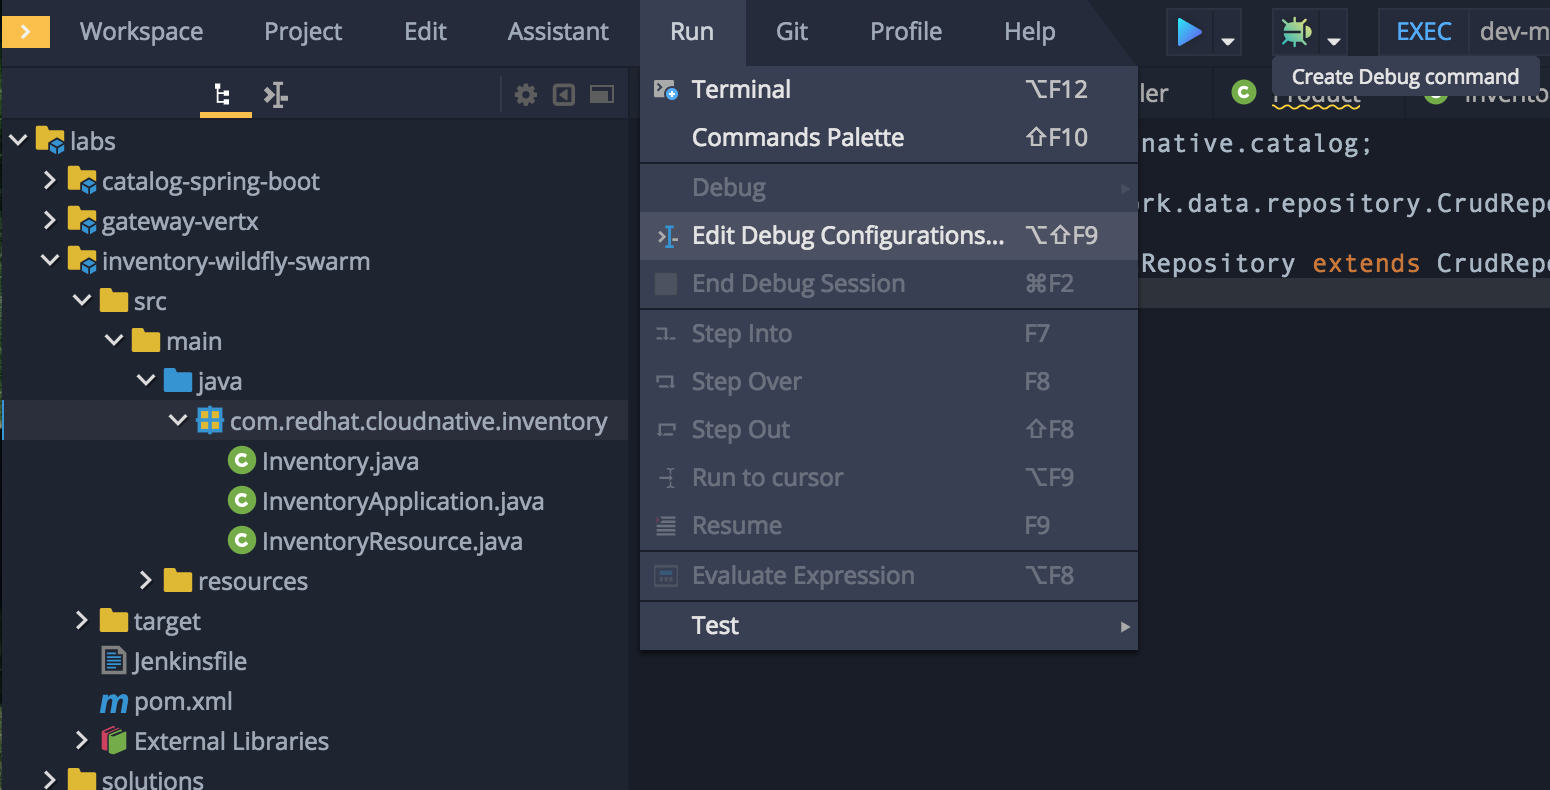 Workspace Project Edit Assistant Run Git Profile Help EXEC dev-m
Create Debug command
labs
catalog-spring-boot
gateway-vertx
inventory-wildfly-swarm
src
main
java
com.redhat.cloudnative.inventory
Inventory.java
InventoryApplication.java
InventoryResource.java
resources
target
Jenkinsfile
pom.xml
External Libraries
solutions
Terminal ⌥F12
Commands Palette ⇧F10
Debug
Edit Debug Configurations... ⌥⇧F9
End Debug Session ⌘F2
Step Into F7
Step Over F8
Step Out ⇧F8
Run to cursor ⌥F9
Resume F9
Evaluate Expression ⌥F8
Test
ler Product Invento
native.catalog;
rk.data.repository.CrudRepo
Repository extends CrudRepo